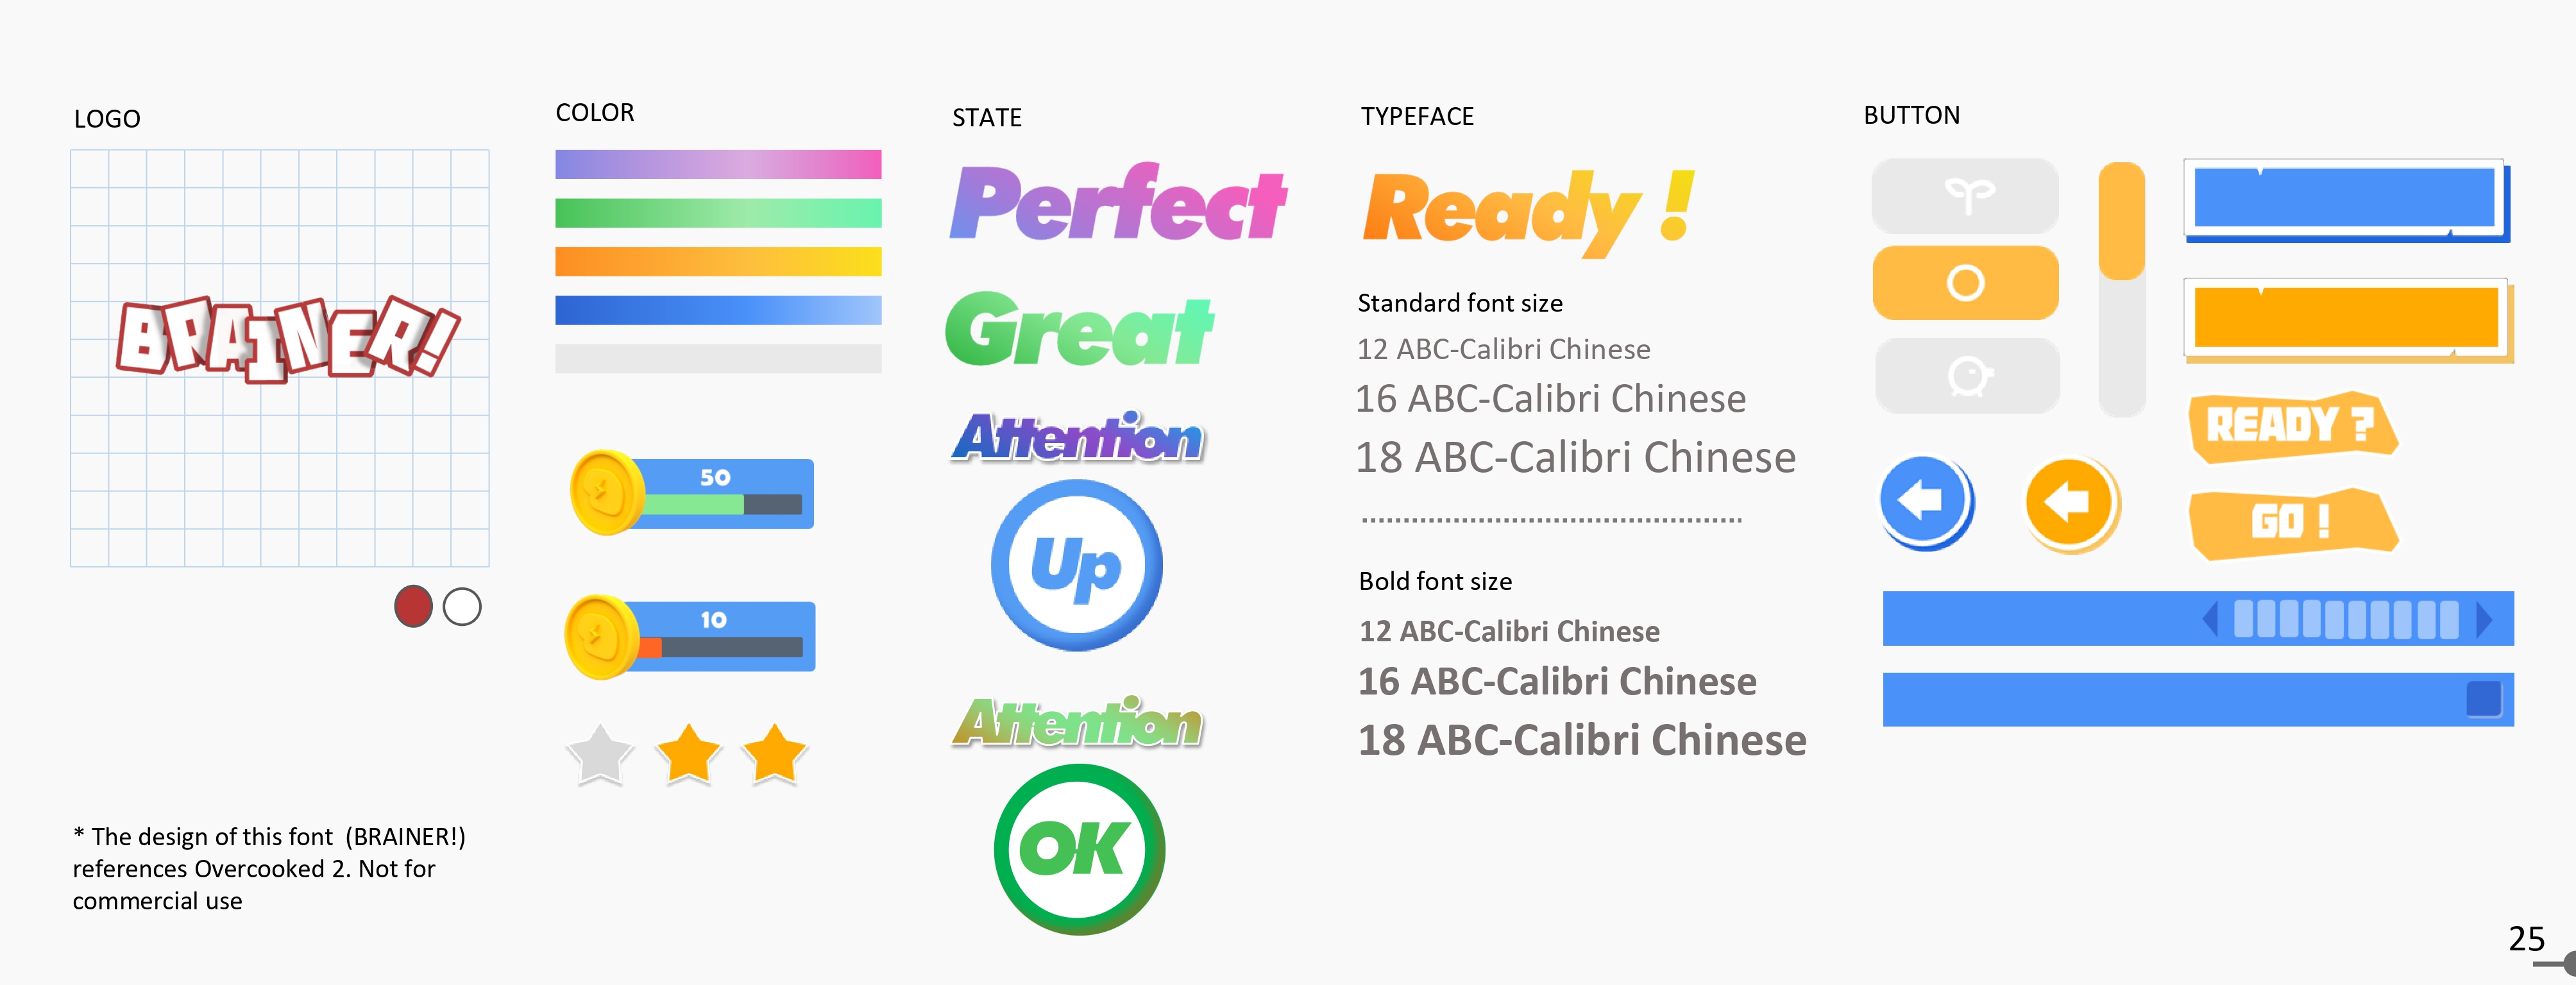 LOGO
BRAINER!
* The design of this font  (BRAINER!)
references Overcooked 2. Not for
commercial use
COLOR
50
10
STATE
Perfect
Great
Attention
Up
Attention
OK
TYPEFACE
Ready !
Standard font size
12 ABC-Calibri Chinese
16 ABC-Calibri Chinese
18 ABC-Calibri Chinese
Bold font size
12 ABC-Calibri Chinese
16 ABC-Calibri Chinese
18 ABC-Calibri Chinese
BUTTON
READY ?
GO !
25